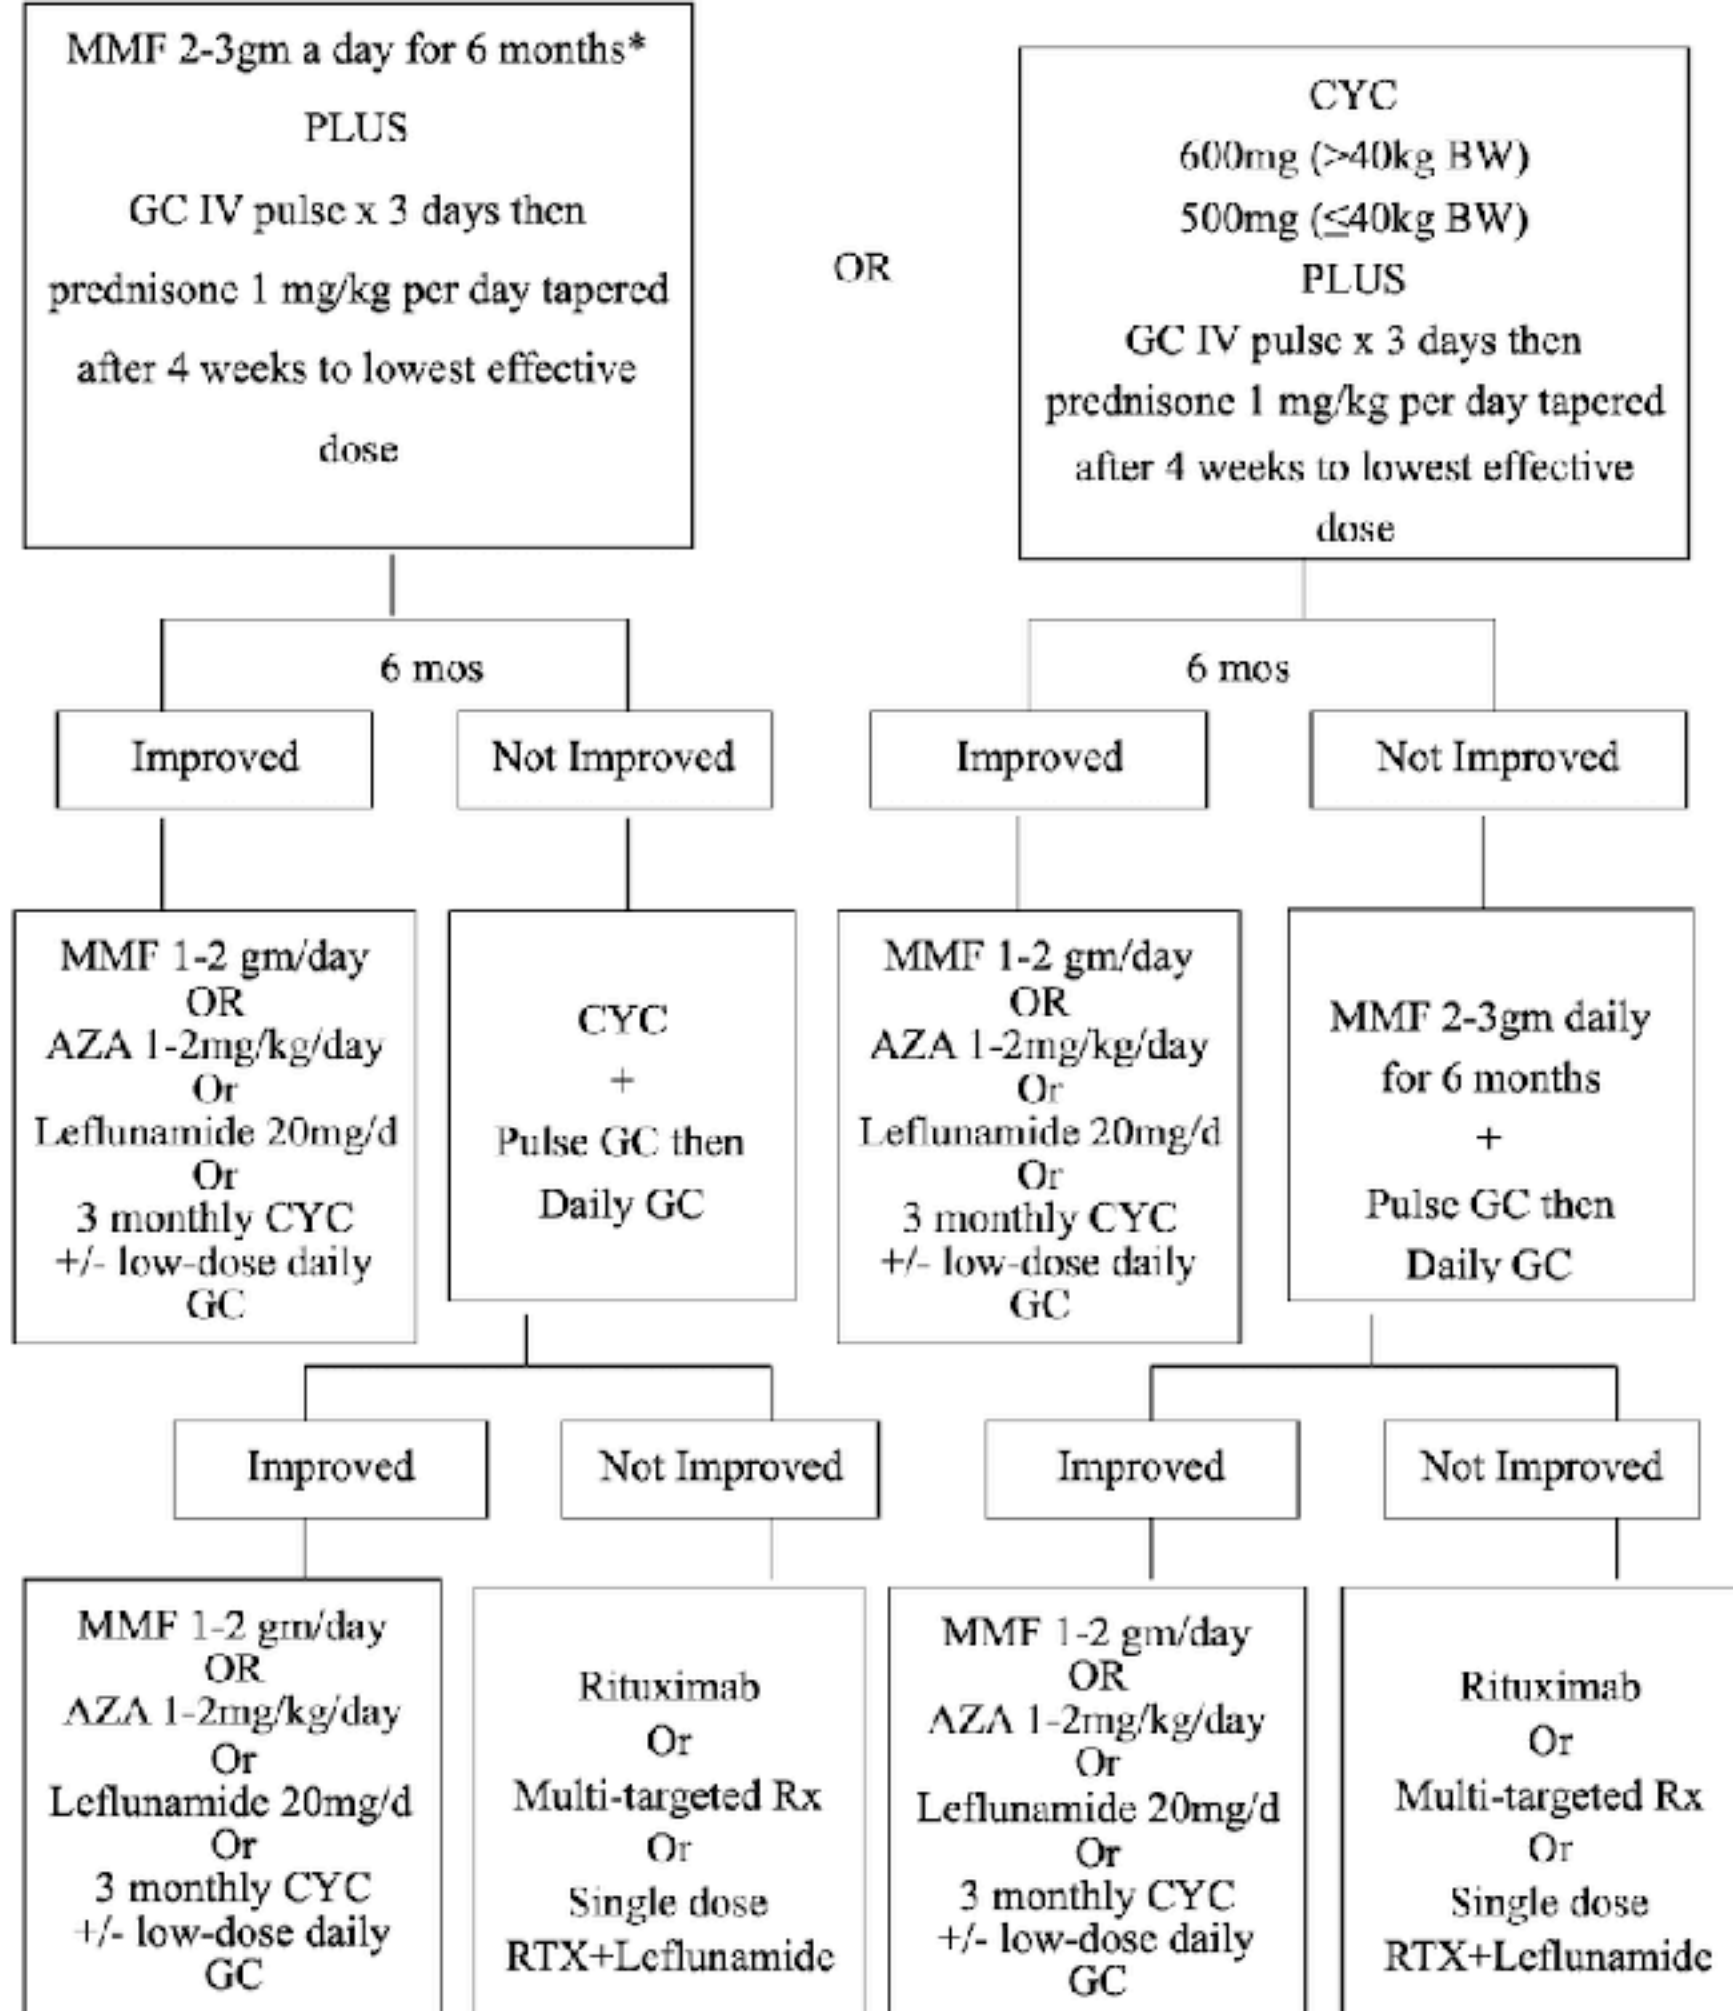 MMF 2-3gm a day for 6 months*
PLUS
GC IV pulse x 3 days then
prednisone 1 mg/kg per day tapered
after 4 weeks to lowest effective
dose
OR
CYC
600mg (>40kg BW)
500mg (≤40kg BW)
PLUS
GC IV pulse x 3 days then
prednisone 1 mg/kg per day tapered
after 4 weeks to lowest effective
dose
6 mos
6 mos
Improved
Not Improved
Improved
Not Improved
MMF 1-2 gm/day
OR
AZA 1-2mg/kg/day
Or
Leflunamide 20mg/d
Or
3 monthly CYC
+/- low-dose daily
GC
CYC
+
Pulse GC then
Daily GC
MMF 1-2 gm/day
OR
AZA 1-2mg/kg/day
Or
Leflunamide 20mg/d
Or
3 monthly CYC
+/- low-dose daily
GC
MMF 2-3gm daily
for 6 months
+
Pulse GC then
Daily GC
Improved
Not Improved
Improved
Not Improved
MMF 1-2 gm/day
OR
AZA 1-2mg/kg/day
Or
Leflunamide 20mg/d
Or
3 monthly CYC
+/- low-dose daily
GC
Rituximab
Or
Multi-targeted Rx
Or
Single dose
RTX+Leflunamide
MMF 1-2 gm/day
OR
AZA 1-2mg/kg/day
Or
Leflunamide 20mg/d
Or
3 monthly CYC
+/- low-dose daily
GC
Rituximab
Or
Multi-targeted Rx
Or
Single dose
RTX+Leflunamide